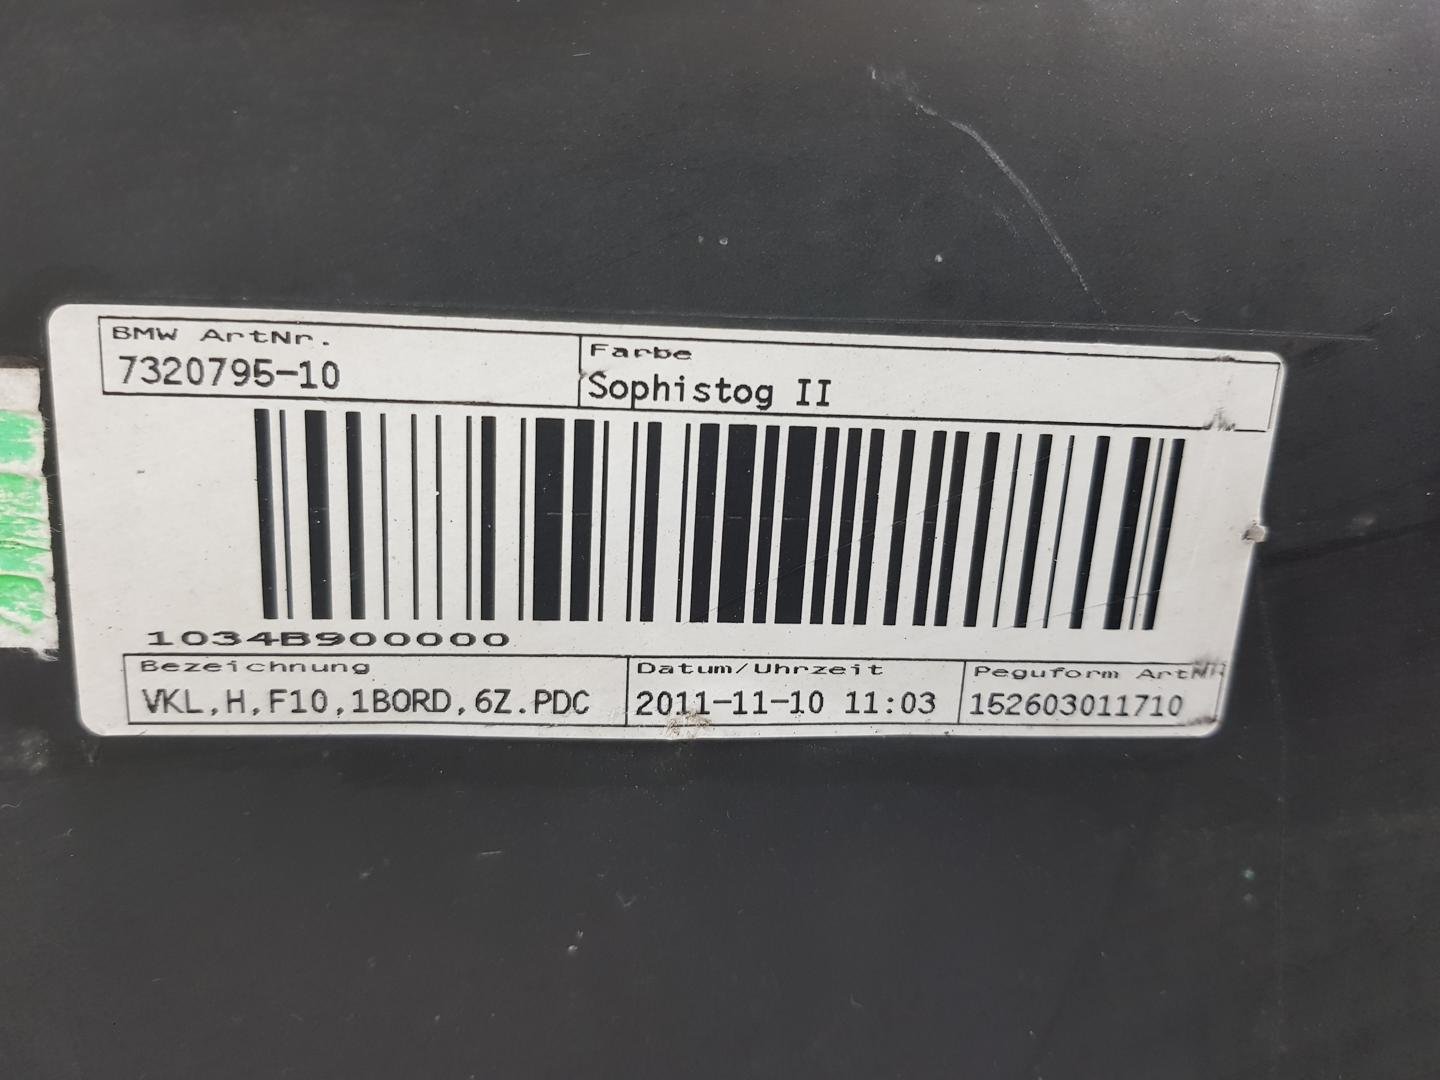 BMW ArtNr.
7320795-10
Farbe
Sophistog II
1034B900000
Bezeichnung
VKL,H,F10,1BORD,6Z.PDC
Datum/Uhrzeit
2011-11-10 11:03
Peguform ArtNr
152603011710